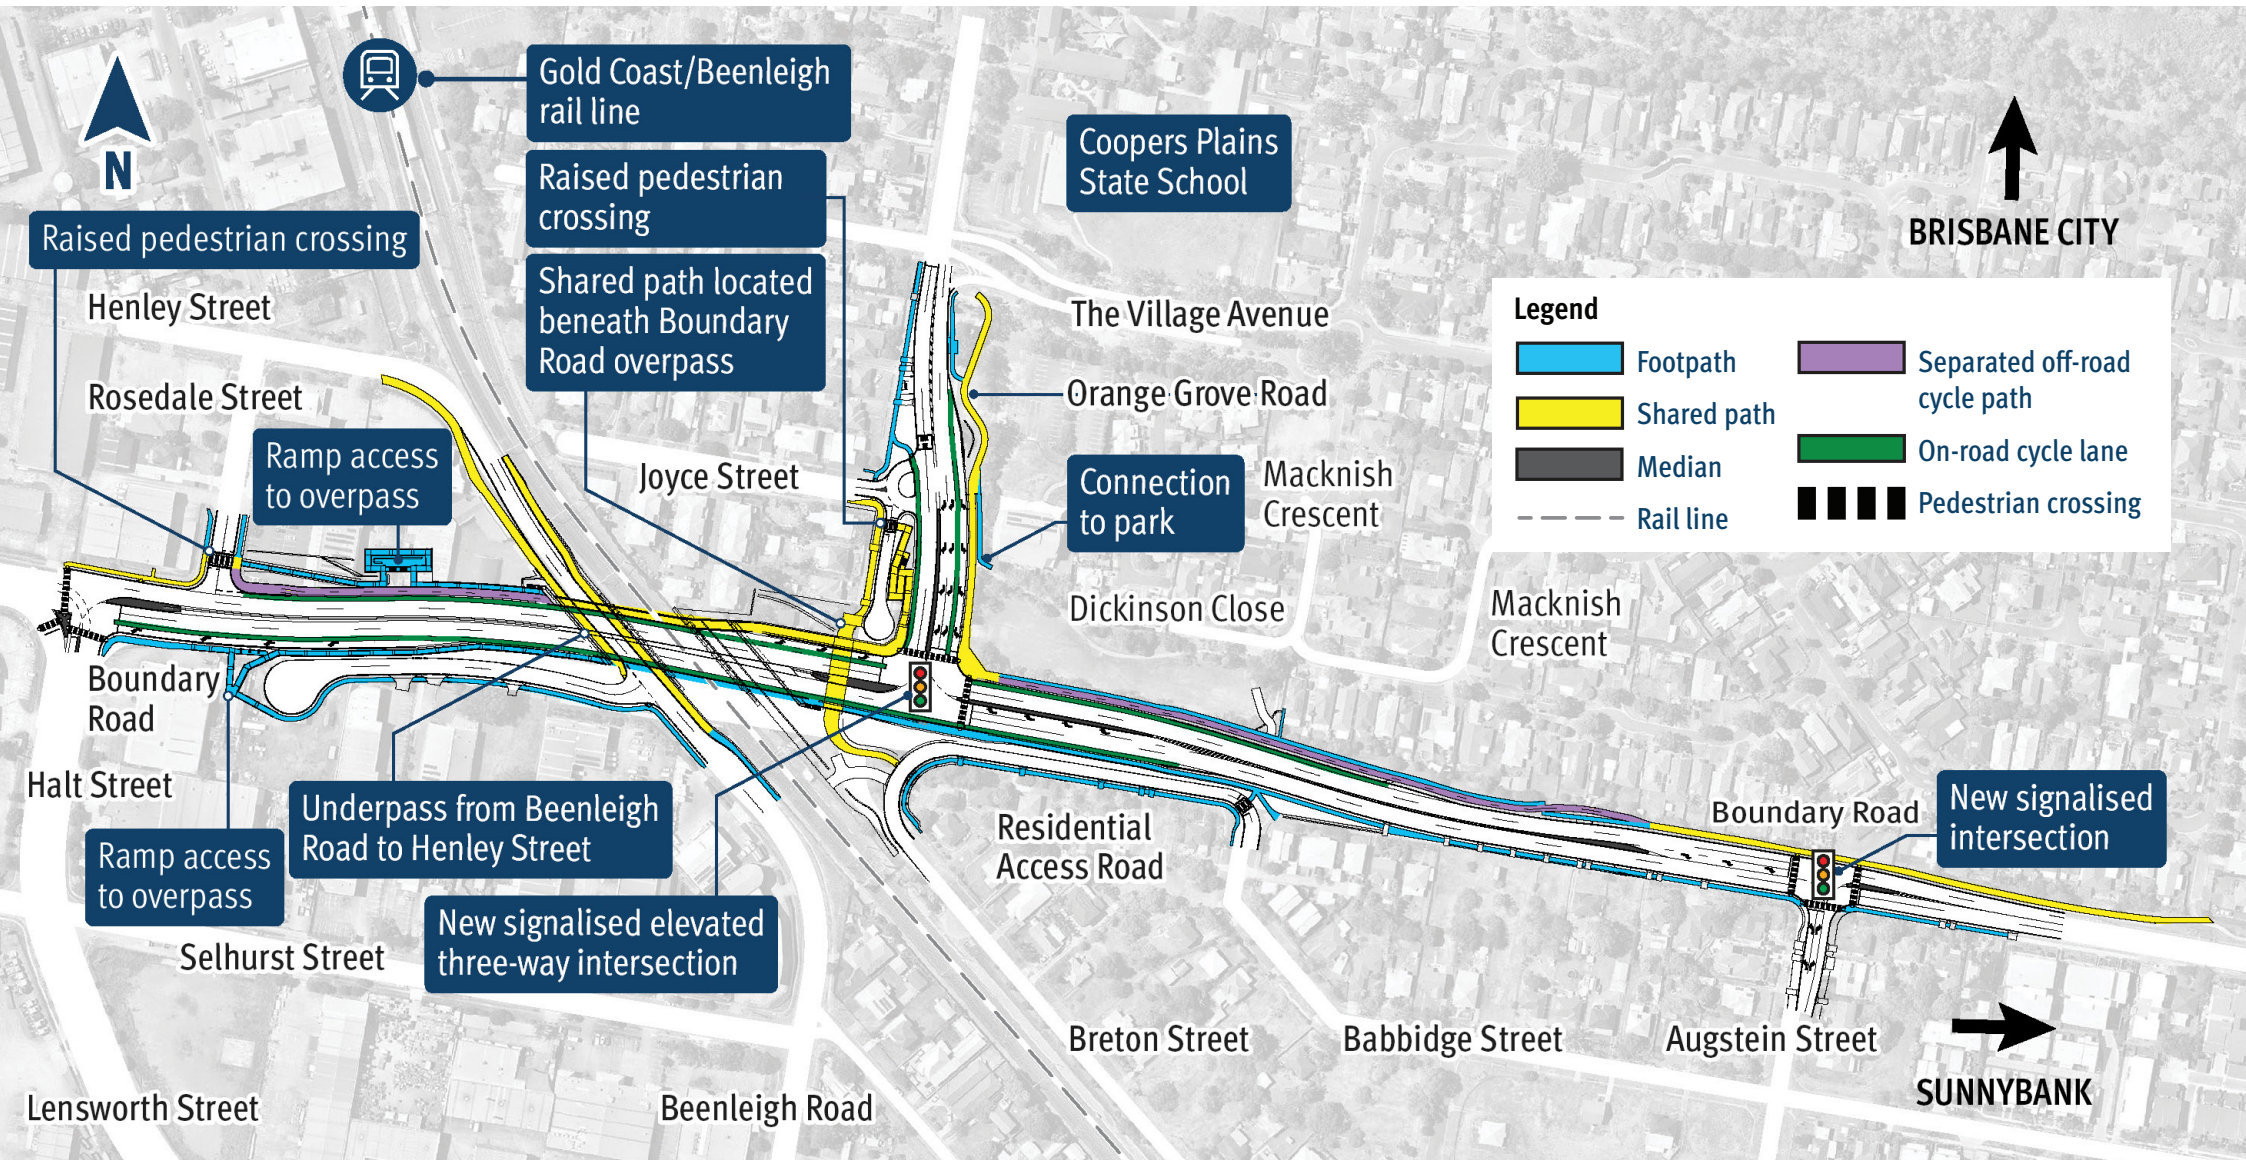 Gold Coast/Beenleigh
rail line
N
Raised pedestrian
crossing
Coopers Plains
State School
BRISBANE CITY
Raised pedestrian crossing
Shared path located
beneath Boundary
Road overpass
Henley Street
The Village Avenue
Legend
Footpath
Shared path
Median
Rail line
Separated off-road
cycle path
On-road cycle lane
Pedestrian crossing
Rosedale Street
Orange Grove Road
Ramp access
to overpass
Joyce Street
Connection
to park
Macknish
Crescent
Dickinson Close
Macknish
Crescent
Boundary
Road
Halt Street
Underpass from Beenleigh
Road to Henley Street
Residential
Access Road
Boundary Road
New signalised
intersection
Ramp access
to overpass
New signalised elevated
three-way intersection
Selhurst Street
Breton Street
Babbidge Street
Augstein Street
SUNNYBANK
Lensworth Street
Beenleigh Road